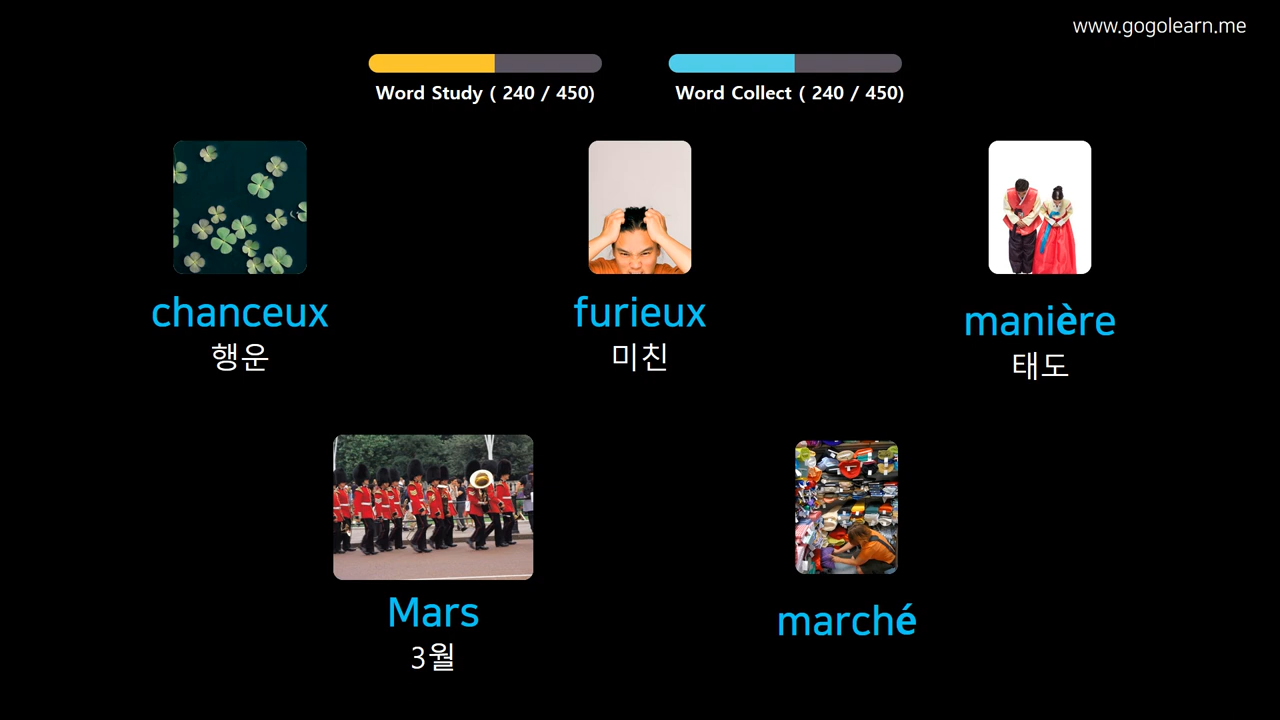 www.gogolearn.me
Word Study ( 240 / 450)
Word Collect ( 240 / 450)
chanceux
행운
furieux
미친
manière
태도
Mars
3월
marché